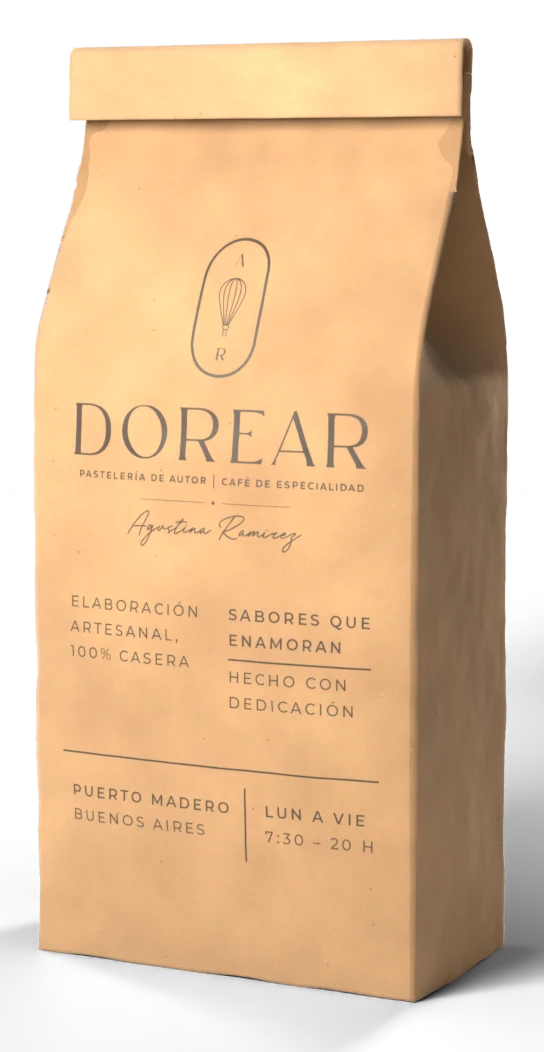 A
R
DOREAR
PASTELERÍA DE AUTOR | CAFÉ DE ESPECIALIDAD
Agustina Ramirez
ELABORACIÓN
ARTESANAL,
100% CASERA
SABORES QUE
ENAMORAN
HECHO CON
DEDICACIÓN
PUERTO MADERO
BUENOS AIRES
LUN A VIE
7:30 – 20 H